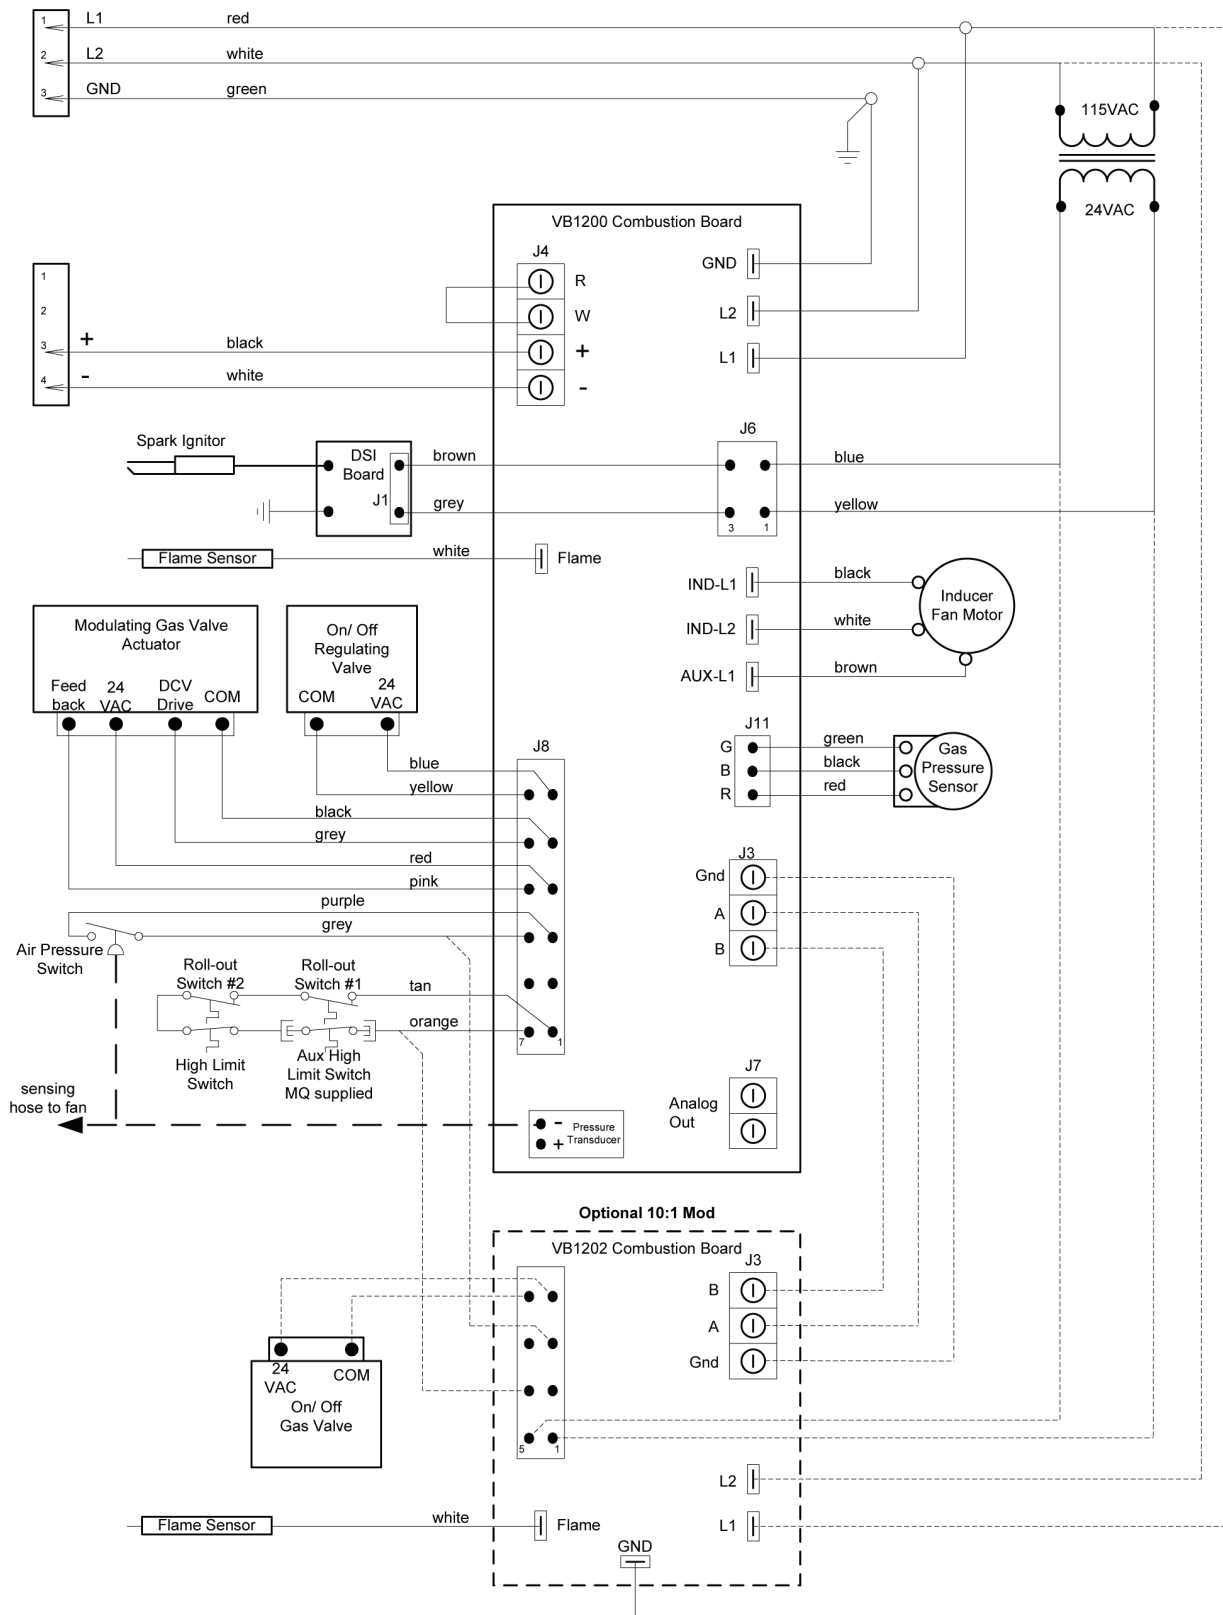 1 L1 red
2 L2 white
3 GND green
115VAC
24VAC
VB1200 Combustion Board
J4
GND
1
R
2
W
L2
+
3
black
+
L1
-
4
white
-
Spark Ignitor
DSI
Board
J1
brown
grey
J6
blue
yellow
3 1
Flame Sensor
white
Flame
IND-L1
black
IND-L2
white
AUX-L1
brown
Inducer
Fan Motor
Modulating Gas Valve
Actuator
Feed
back
24
VAC
DCV
Drive
COM
On/ Off
Regulating
Valve
COM
24
VAC
J11
G
green
B
black
R
red
Gas
Pressure
Sensor
J8
blue
yellow
black
grey
red
pink
purple
grey
Air Pressure
Switch
J3
Gnd
A
B
Roll-out
Switch #2
Roll-out
Switch #1
tan
orange
7 1
High Limit
Switch
Aux High
Limit Switch
MQ supplied
sensing
hose to fan
J7
Analog
Out
-
+
Pressure
Transducer
Optional 10:1 Mod
VB1202 Combustion Board
J3
B
A
Gnd
24
VAC
COM
On/ Off
Gas Valve
5 1
L2
L1
Flame Sensor
white
Flame
GND